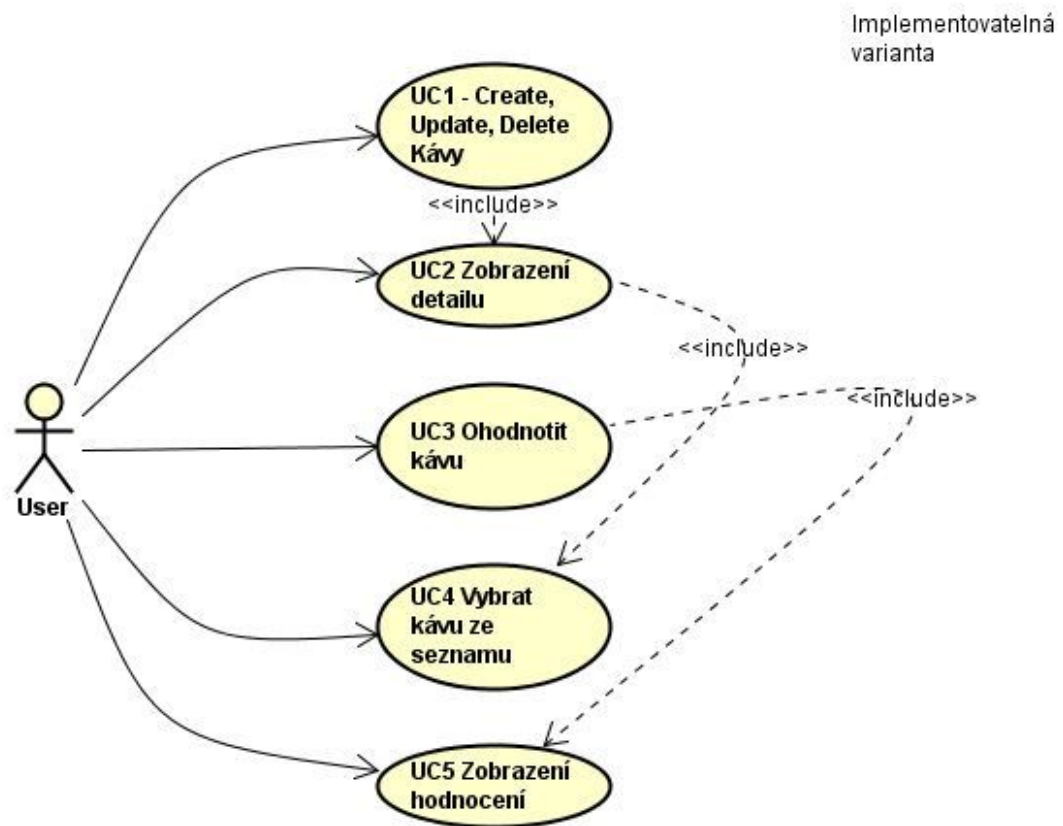 Implementovatelná
varianta
UC1 - Create,
Update, Delete
Kávy
<<include>>
UC2 Zobrazení
detailu
<<include>>
<<include>>
UC3 Ohodnotit
kávu
User
UC4 Vybrat
kávu ze
seznamu
UC5 Zobrazení
hodnocení